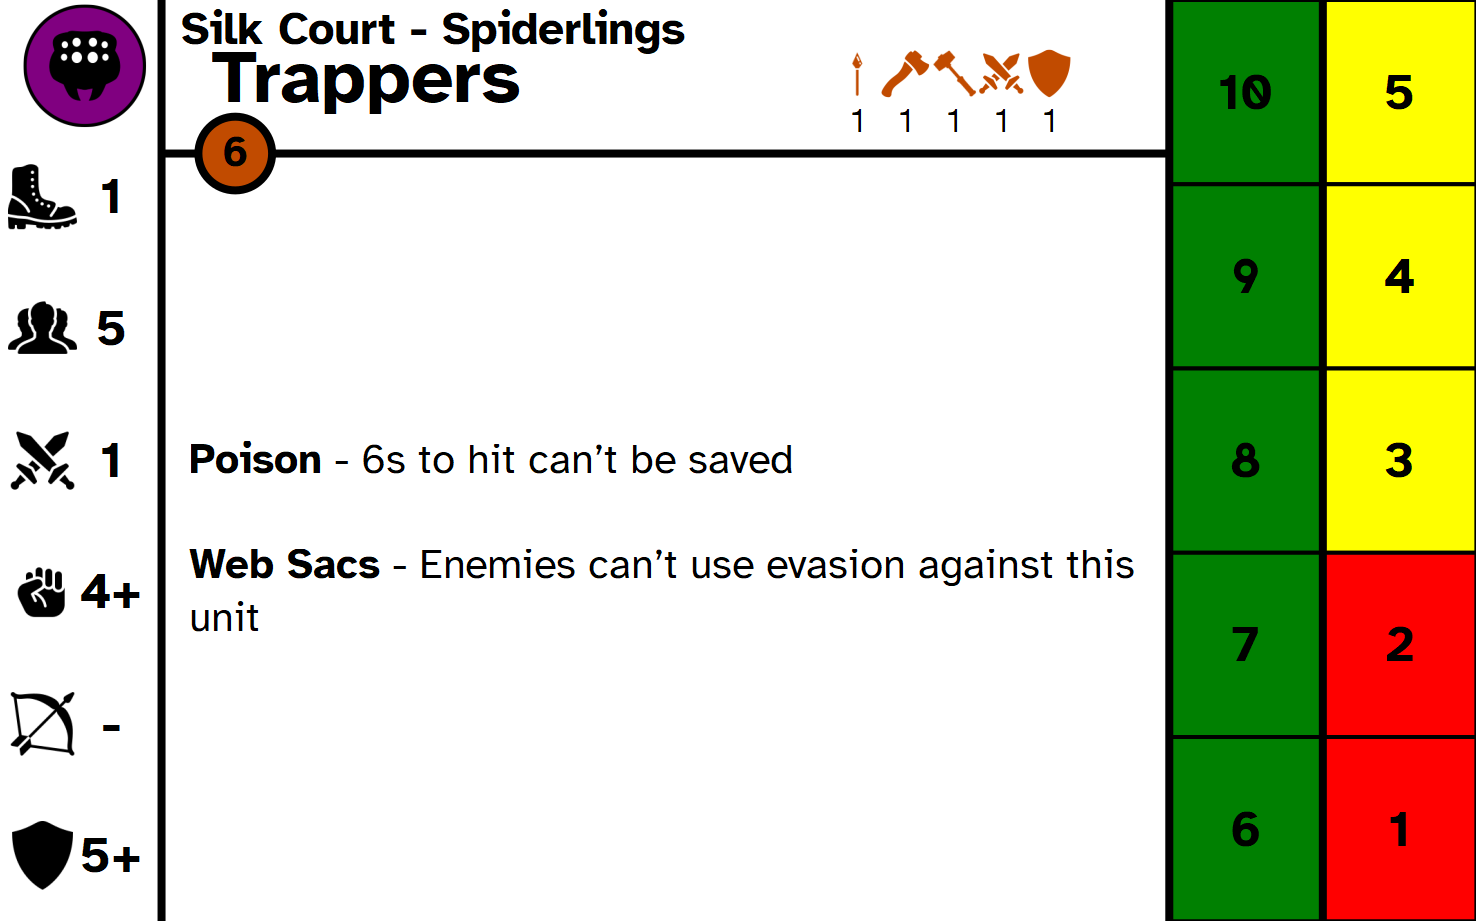 Silk Court - Spiderlings
Trappers
1 1 1 1 1
6
1
5
1
4+
-
5+
Poison - 6s to hit can’t be saved
Web Sacs - Enemies can’t use evasion against this
unit
10 5
9 4
8 3
7 2
6 1